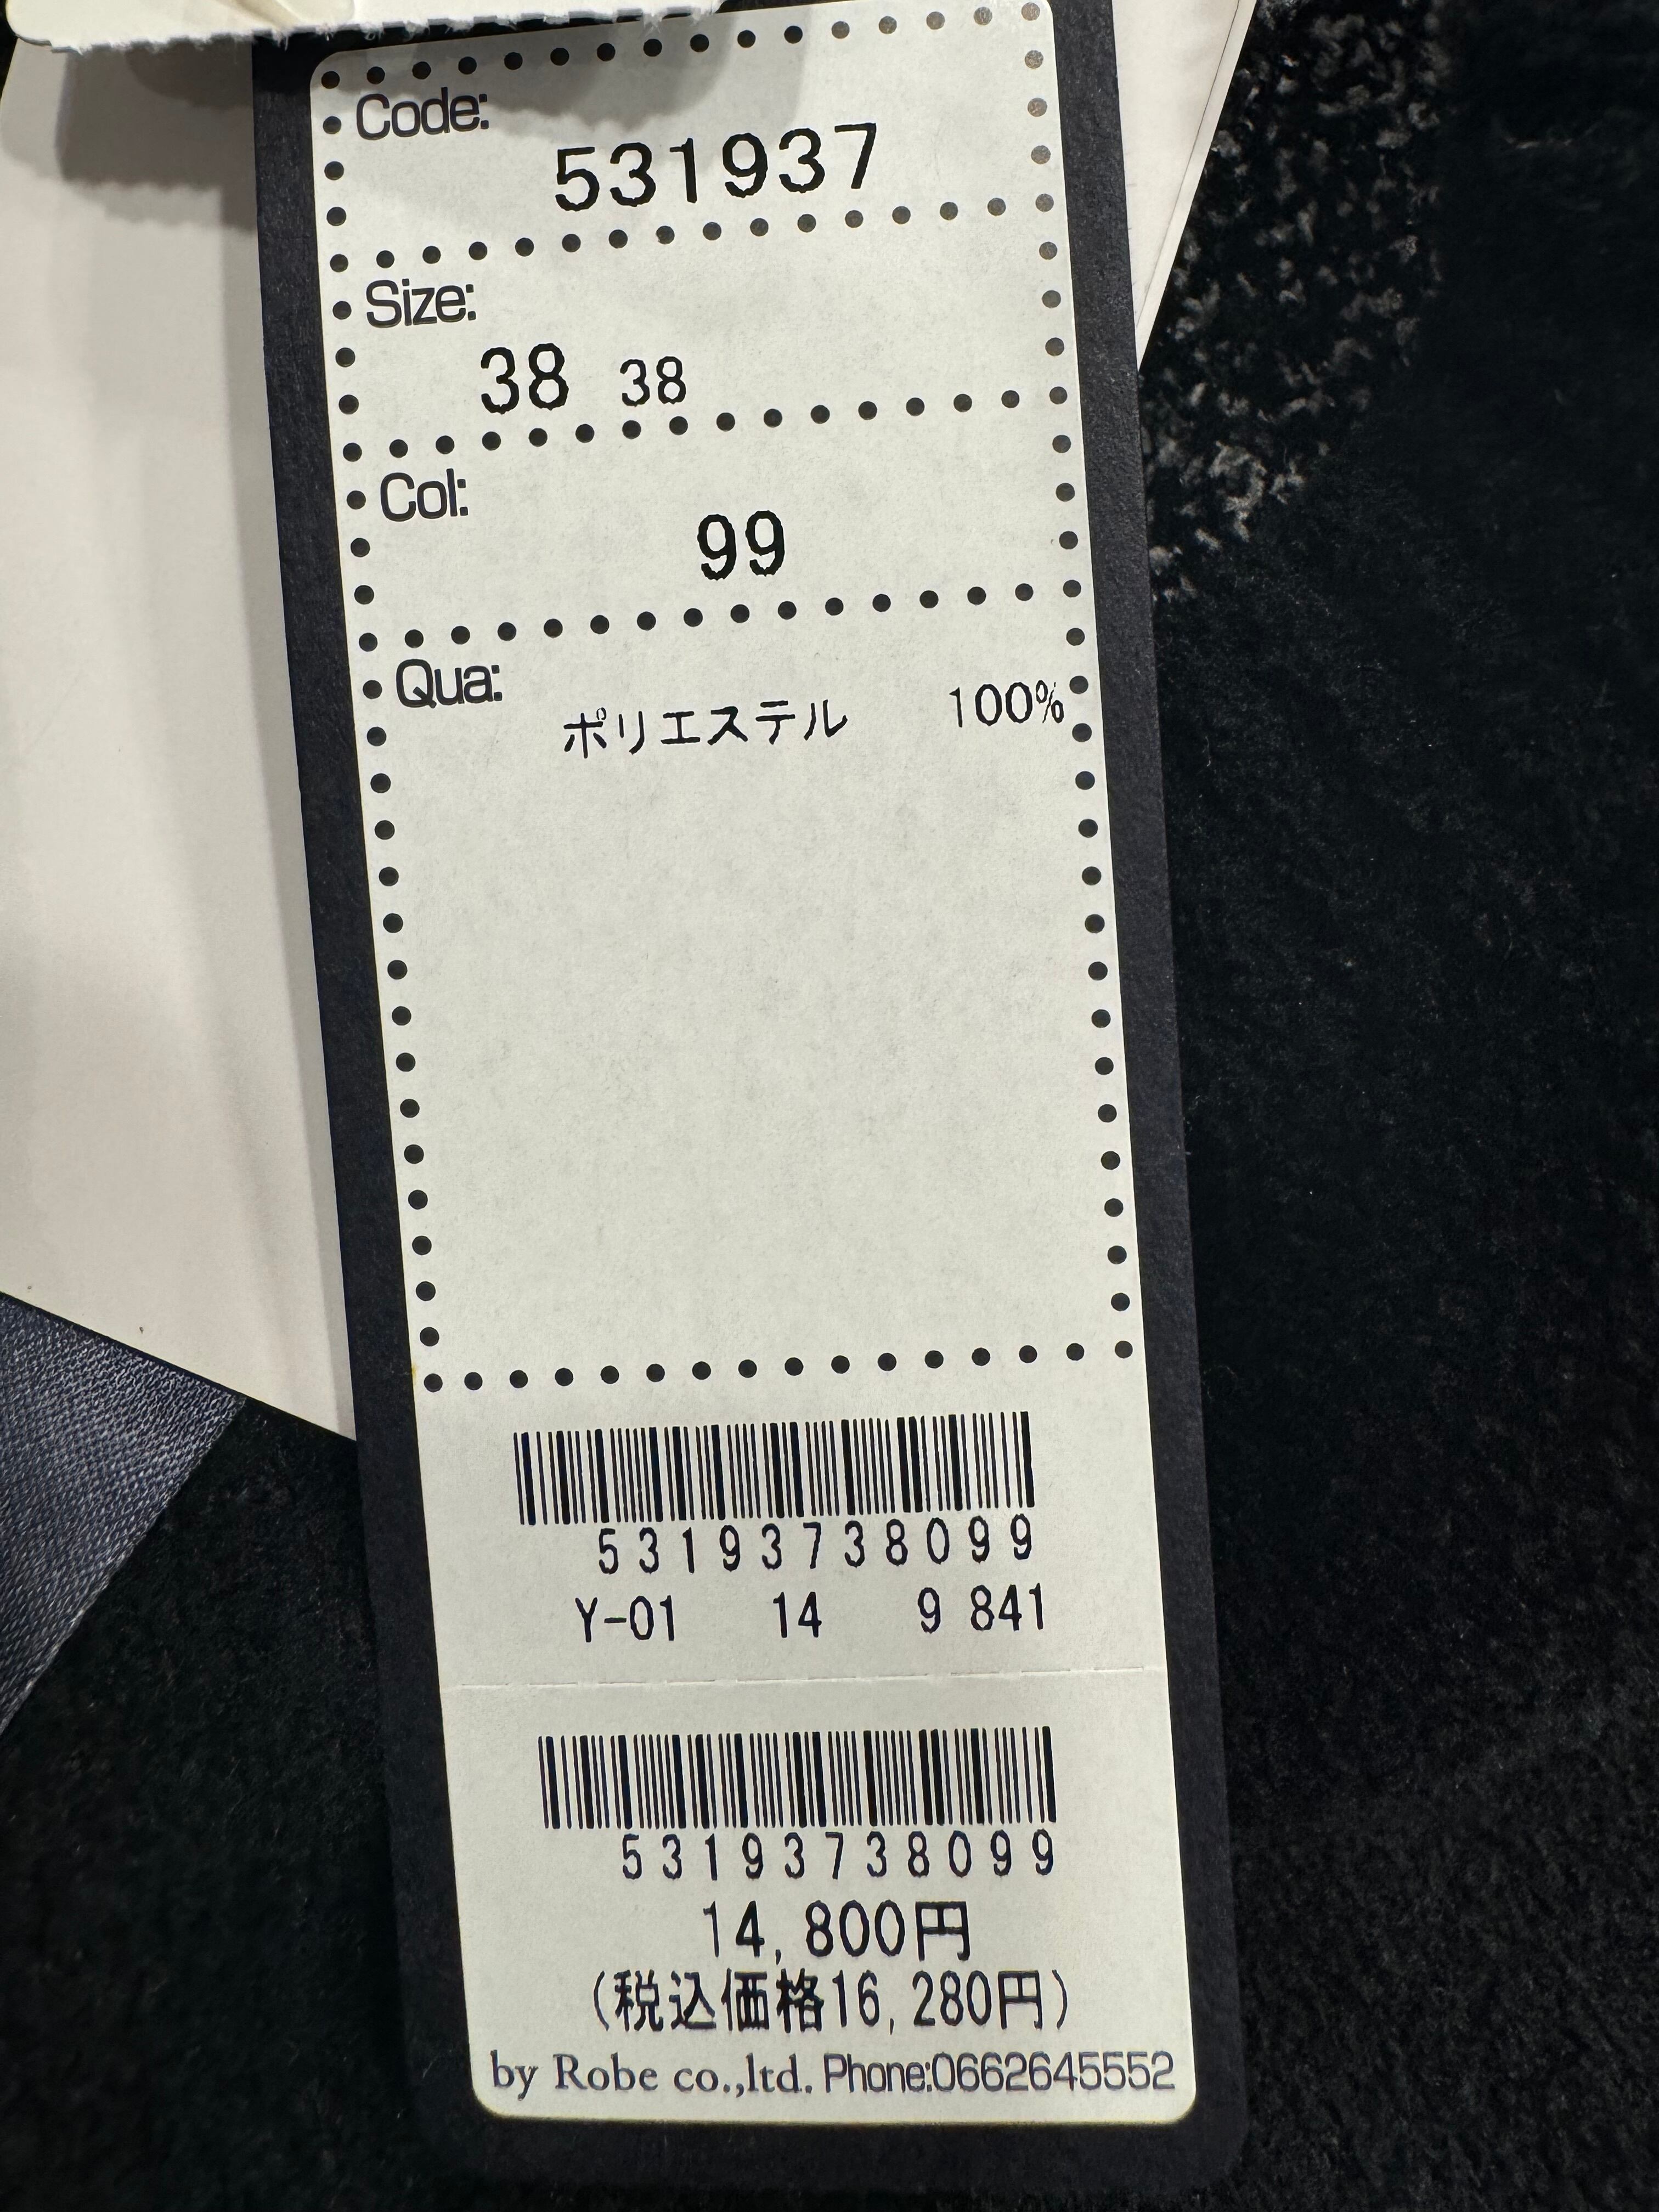 Code:
531937
Size:
38 38
Col:
99
Qua:
ポリエステル 100%
53193738099
Y-01 14 9 841
53193738099
14,800円
(税込価格16,280円)
by Robe co.,ltd. Phone:0662645552